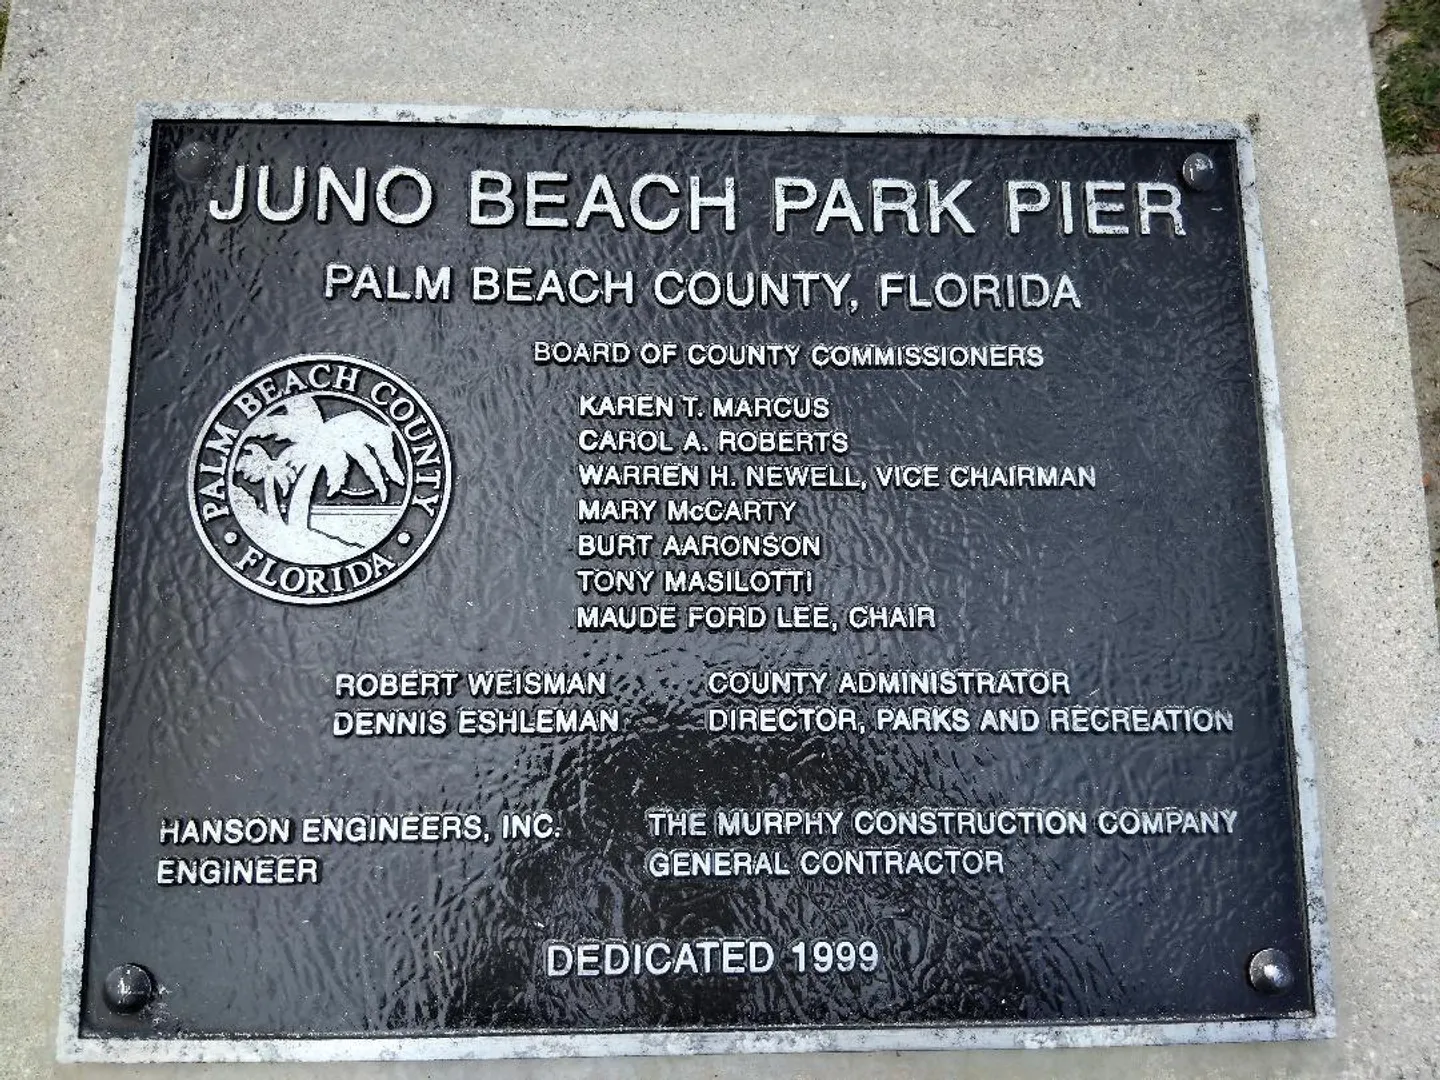 JUNO BEACH PARK PIER
PALM BEACH COUNTY, FLORIDA
BOARD OF COUNTY COMMISSIONERS
KAREN T. MARCUS
CAROL A. ROBERTS
WARREN H. NEWELL, VICE CHAIRMAN
MARY McCARTY
BURT AARONSON
TONY MASILOTTI
MAUDE FORD LEE, CHAIR
PALM BEACH COUNTY
• FLORIDA •
ROBERT WEISMAN COUNTY ADMINISTRATOR
DENNIS ESHLEMAN DIRECTOR, PARKS AND RECREATION
HANSON ENGINEERS, INC.
ENGINEER
THE MURPHY CONSTRUCTION COMPANY
GENERAL CONTRACTOR
DEDICATED 1999